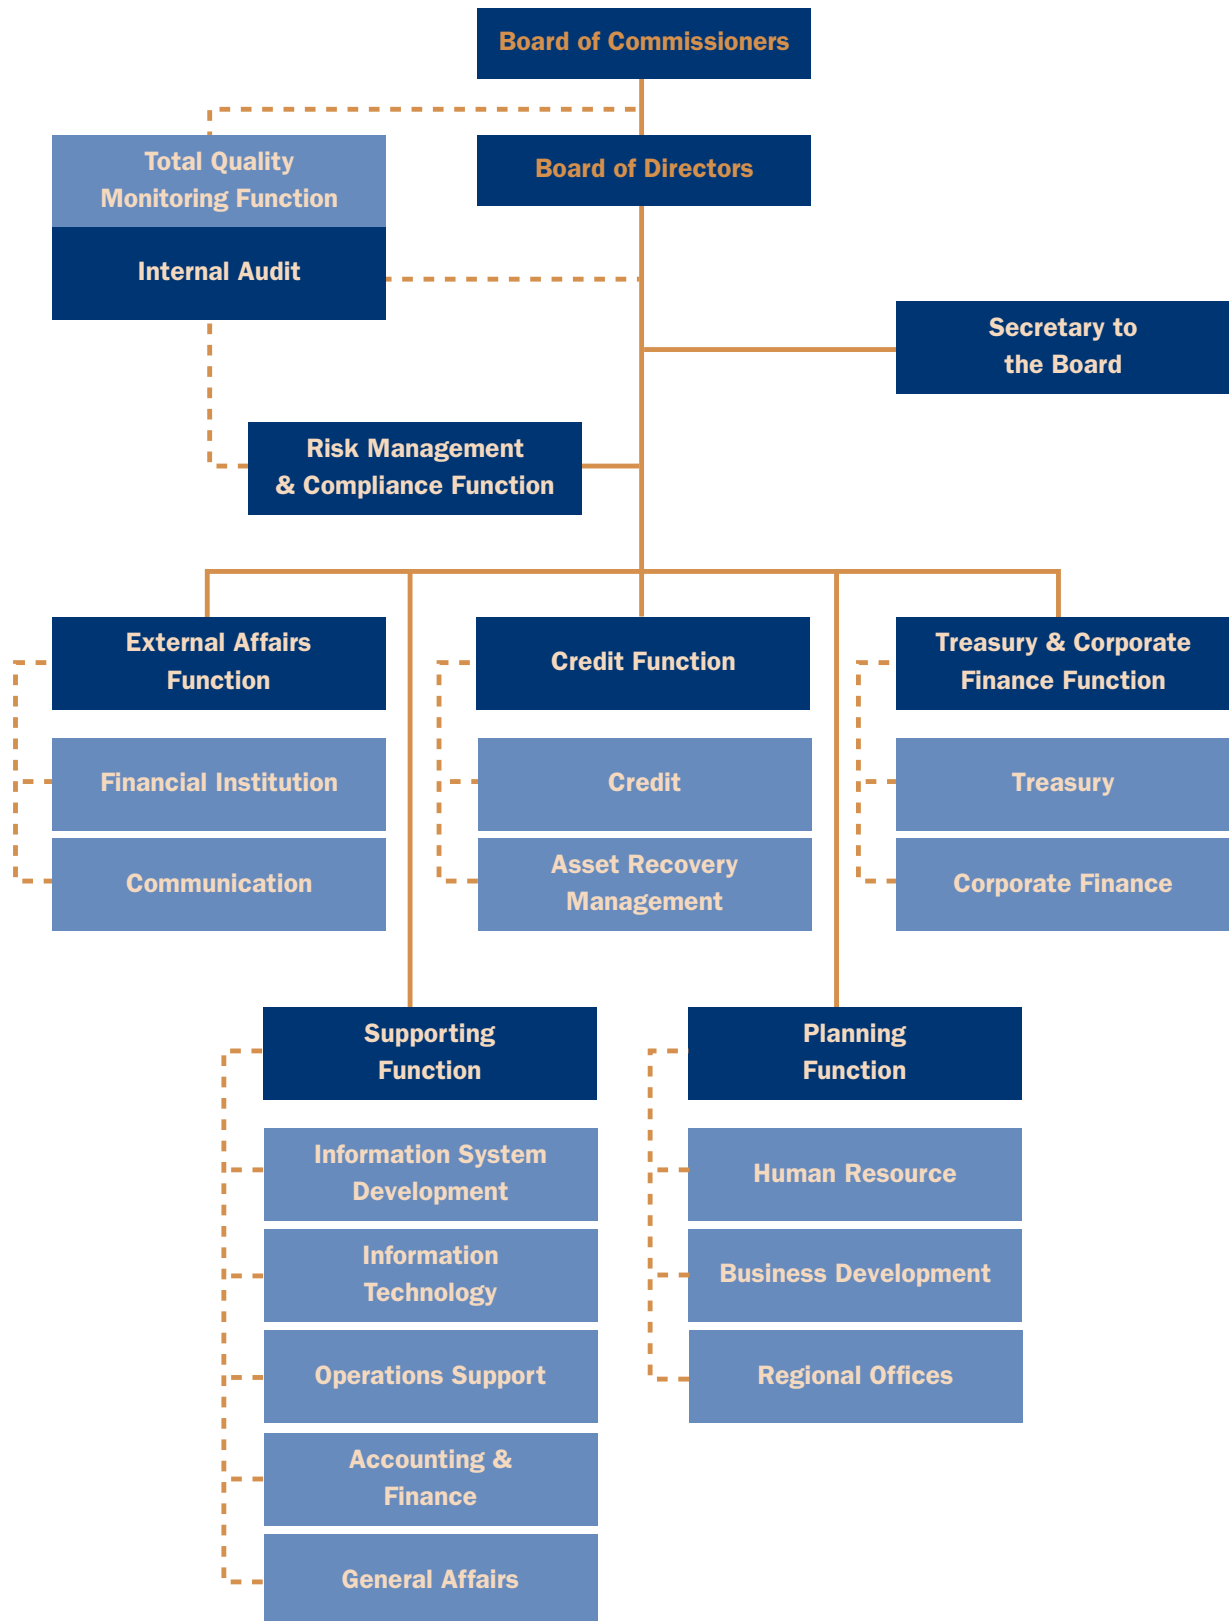 Board of Commissioners
Total Quality
Monitoring Function
Board of Directors
Internal Audit
Secretary to
the Board
Risk Management
& Compliance Function
External Affairs
Function
Credit Function
Treasury & Corporate
Finance Function
Financial Institution
Credit
Treasury
Communication
Asset Recovery
Management
Corporate Finance
Supporting
Function
Planning
Function
Information System
Development
Human Resource
Information
Technology
Business Development
Operations Support
Regional Offices
Accounting &
Finance
General Affairs